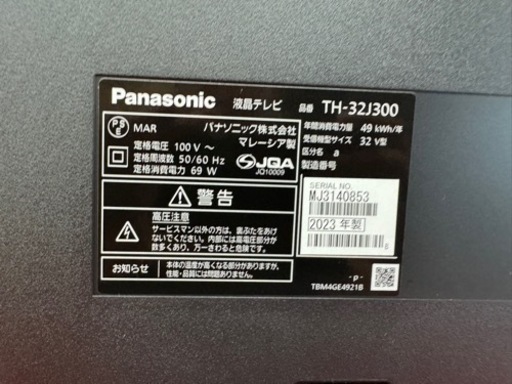 Panasonic 液晶テレビ 品番 TH-32J300
PSE MAR パナソニック株式会社
マレーシア製
定格電圧 100V～
定格周波数 50/60 Hz
定格消費電力 69 W
JQA
JQ10009
年間消費電力量 49 kWh/年
受信機型サイズ 32 V型
区分名 a
製造番号
SERIAL NO.
MJ3140853
2023 年製
警告
高圧注意
サービスマン以外の方は、裏ぶたをあけ
ないでください。内部には高電圧部分が
数多くあり、万一さわると危険です。
お知らせ
本体の温度が高くなる部分がありますが、
性能・品質には問題ありません。
- P -
TBM4GE4921B